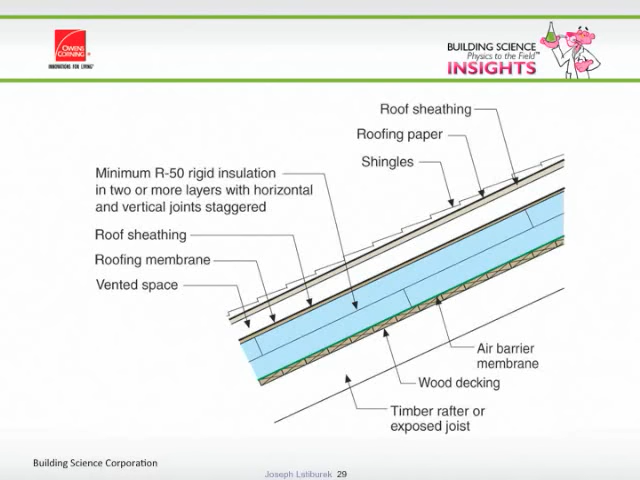 OWENS
CORNING
INNOVATIONS FOR LIVING®
BUILDING SCIENCE
Physics to the Field™
INSIGHTS
Roof sheathing
Roofing paper
Shingles
Minimum R-50 rigid insulation
in two or more layers with horizontal
and vertical joints staggered
Roof sheathing
Roofing membrane
Vented space
Air barrier
membrane
Wood decking
Timber rafter or
exposed joist
Building Science Corporation
Joseph Lstiburek 29